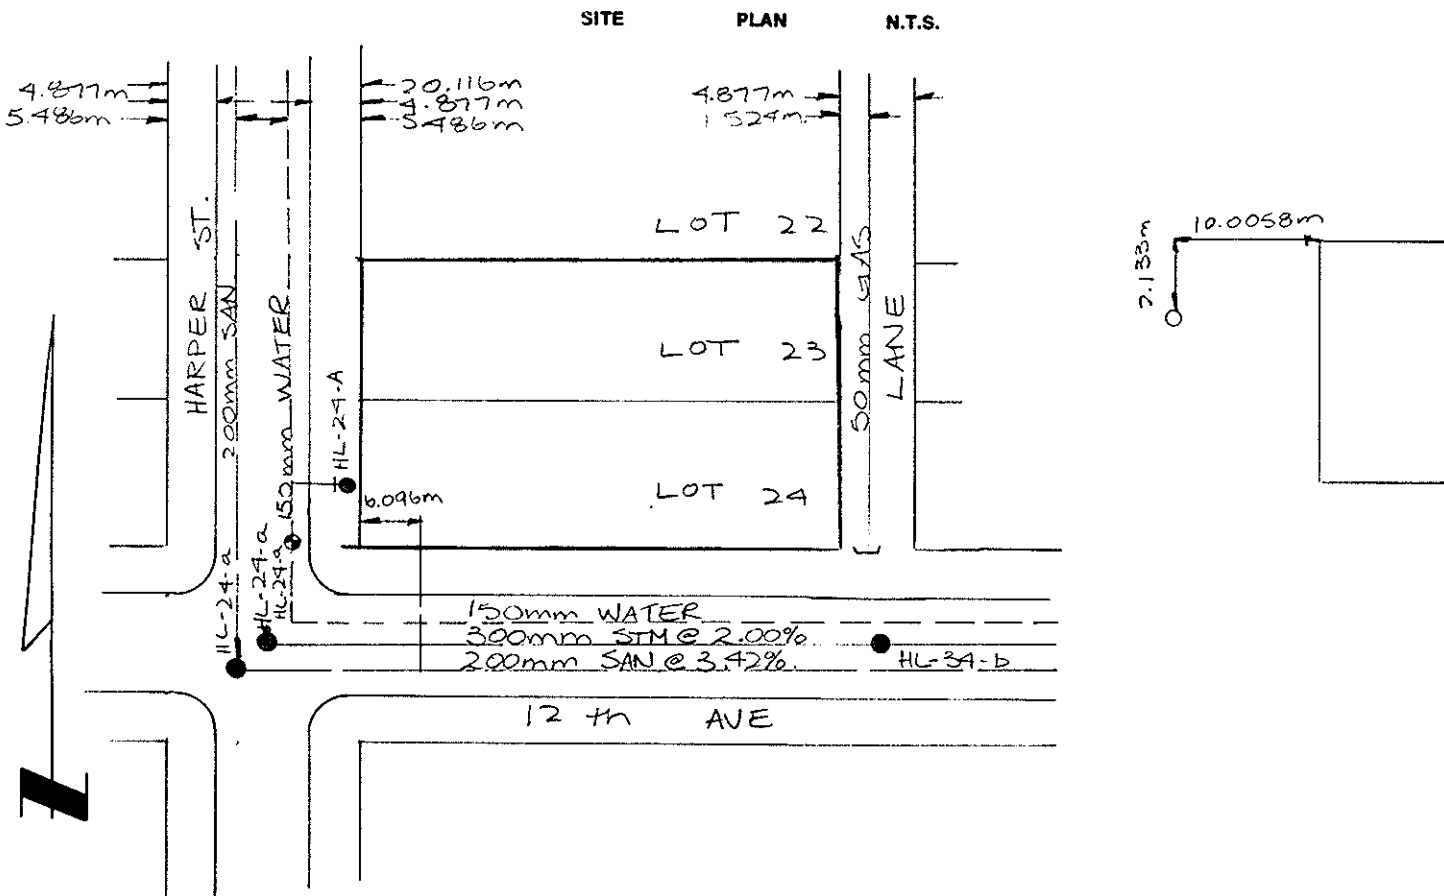 SITE PLAN N.T.S.
4.877m
5.486m
20.116m
4.877m
5.486m
4.877m
1.524m
LOT 22
LOT 23
LOT 24
HARPER ST.
200mm SAN
150mm WATER
HL-24-A
6.096m
50mm GAS
LANE
10.0058m
2.133m
HL-24-a
HL-24-a
HL-24-a
150mm WATER
300mm STM @ 2.00%
200mm SAN @ 3.42%
HL-34-b
12 th AVE